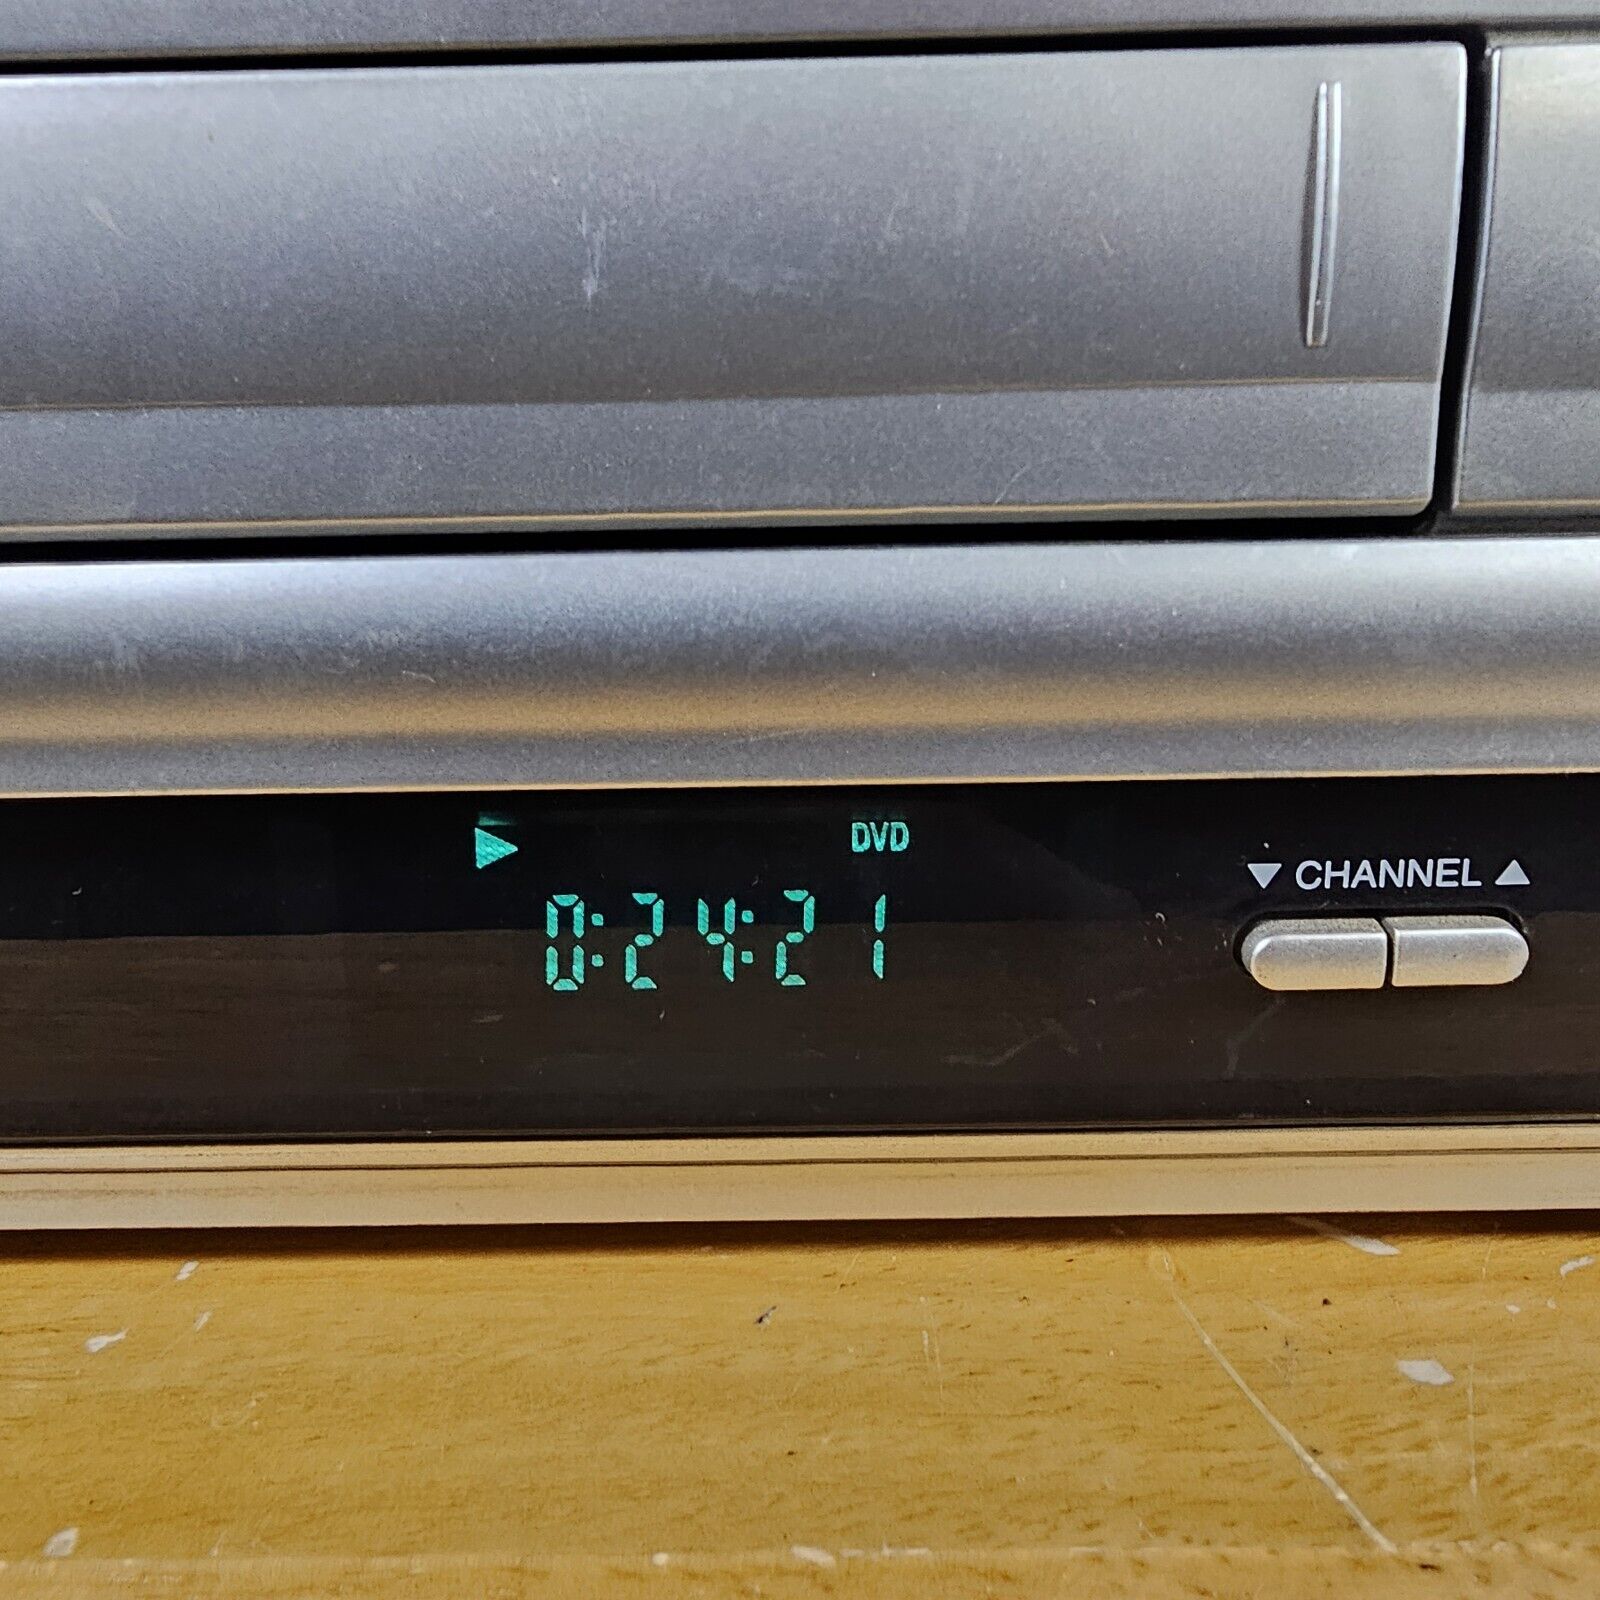 DVD
0:24:21
▼ CHANNEL ▲